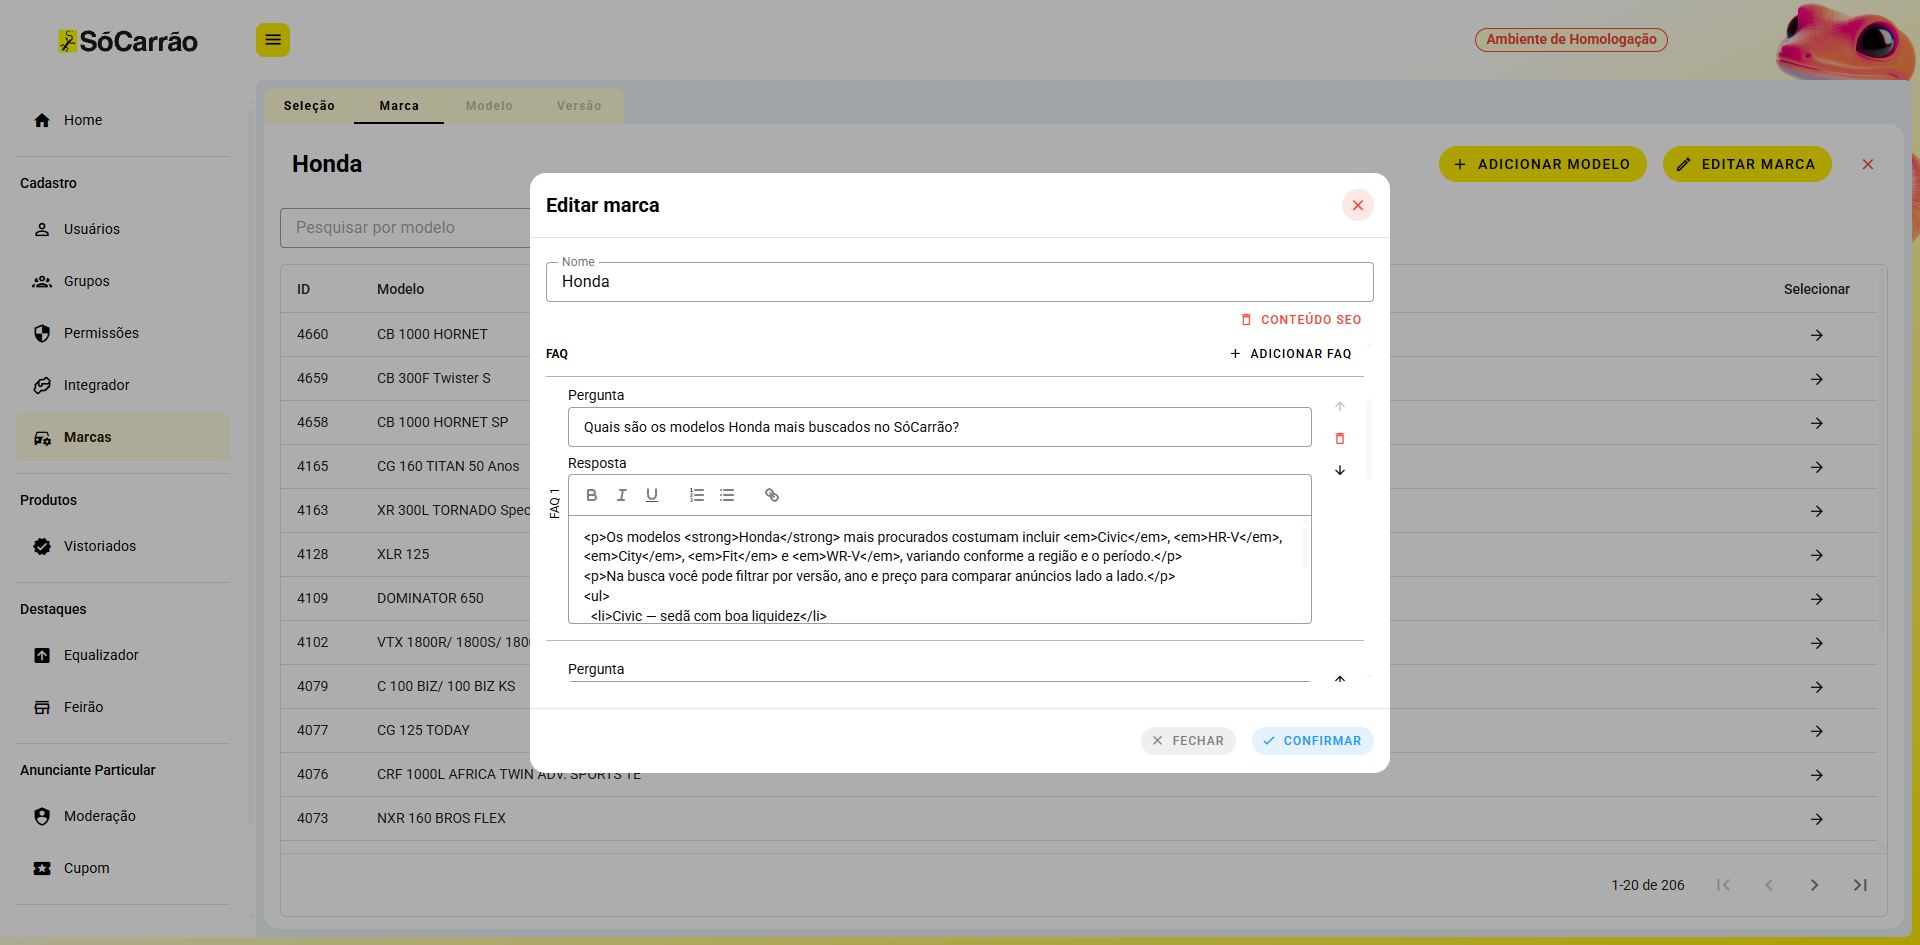 SóCarrão
Ambiente de Homologação
Home
Cadastro
Usuários
Grupos
Permissões
Integrador
Marcas
Produtos
Vistoriados
Destaques
Equalizador
Feirão
Anunciante Particular
Moderação
Cupom
Seleção Marca Modelo Versão
Honda
ADICIONAR MODELO EDITAR MARCA
Pesquisar por modelo
ID Modelo Selecionar
4660 CB 1000 HORNET
4659 CB 300F Twister S
4658 CB 1000 HORNET SP
4165 CG 160 TITAN 50 Anos
4163 XR 300L TORNADO Spec
4128 XLR 125
4109 DOMINATOR 650
4102 VTX 1800R/ 1800S/ 180
4079 C 100 BIZ/ 100 BIZ KS
4077 CG 125 TODAY
4076 CRF 1000L AFRICA TWIN ADV. SPORTS TE
4073 NXR 160 BROS FLEX
1-20 de 206
Editar marca
Nome
Honda
CONTEÚDO SEO
FAQ
ADICIONAR FAQ
FAQ 1
Pergunta
Quais são os modelos Honda mais buscados no SóCarrão?
Resposta
<p>Os modelos <strong>Honda</strong> mais procurados costumam incluir <em>Civic</em>, <em>HR-V</em>,
<em>City</em>, <em>Fit</em> e <em>WR-V</em>, variando conforme a região e o período.</p>
<p>Na busca você pode filtrar por versão, ano e preço para comparar anúncios lado a lado.</p>
<ul>
<li>Civic — sedã com boa liquidez</li>
Pergunta
FECHAR CONFIRMAR